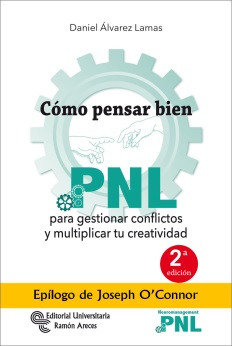 Daniel Álvarez Lamas
Cómo pensar bien
PNL
para gestionar conflictos
y multiplicar tu creatividad
2ª
edición
Epílogo de Joseph O’Connor
Editorial Universitaria
Ramón Areces
Neuromanagement
PNL